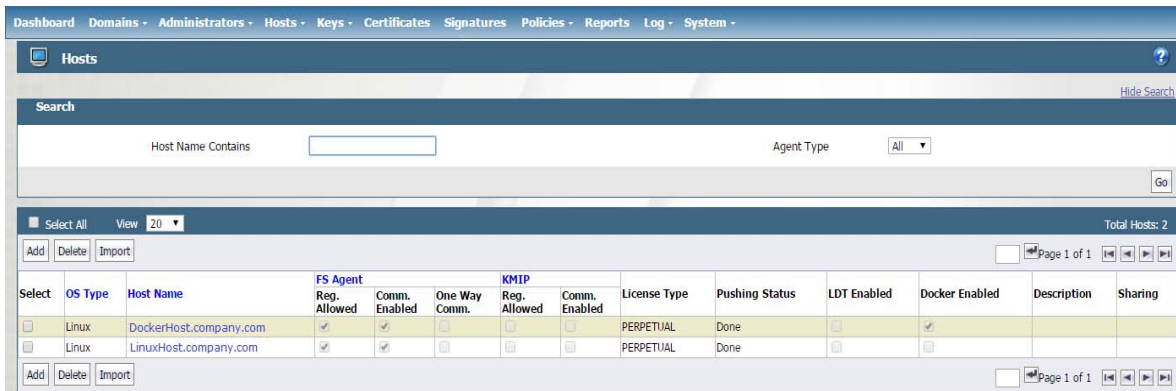 Dashboard Domains Administrators Hosts Keys Certificates Signatures Policies Reports Log System
Hosts
?
Hide Search
Search
Host Name Contains
Agent Type All
Go
Select All View 20 Total Hosts: 2
Add Delete Import Page 1 of 1
FS Agent KMIP
Select OS Type Host Name Reg. Allowed Comm. Enabled One Way Comm. Reg. Allowed Comm. Enabled License Type Pushing Status LDT Enabled Docker Enabled Description Sharing
Linux DockerHost.company.com PERPETUAL Done
Linux LinuxHost.company.com PERPETUAL Done
Add Delete Import Page 1 of 1